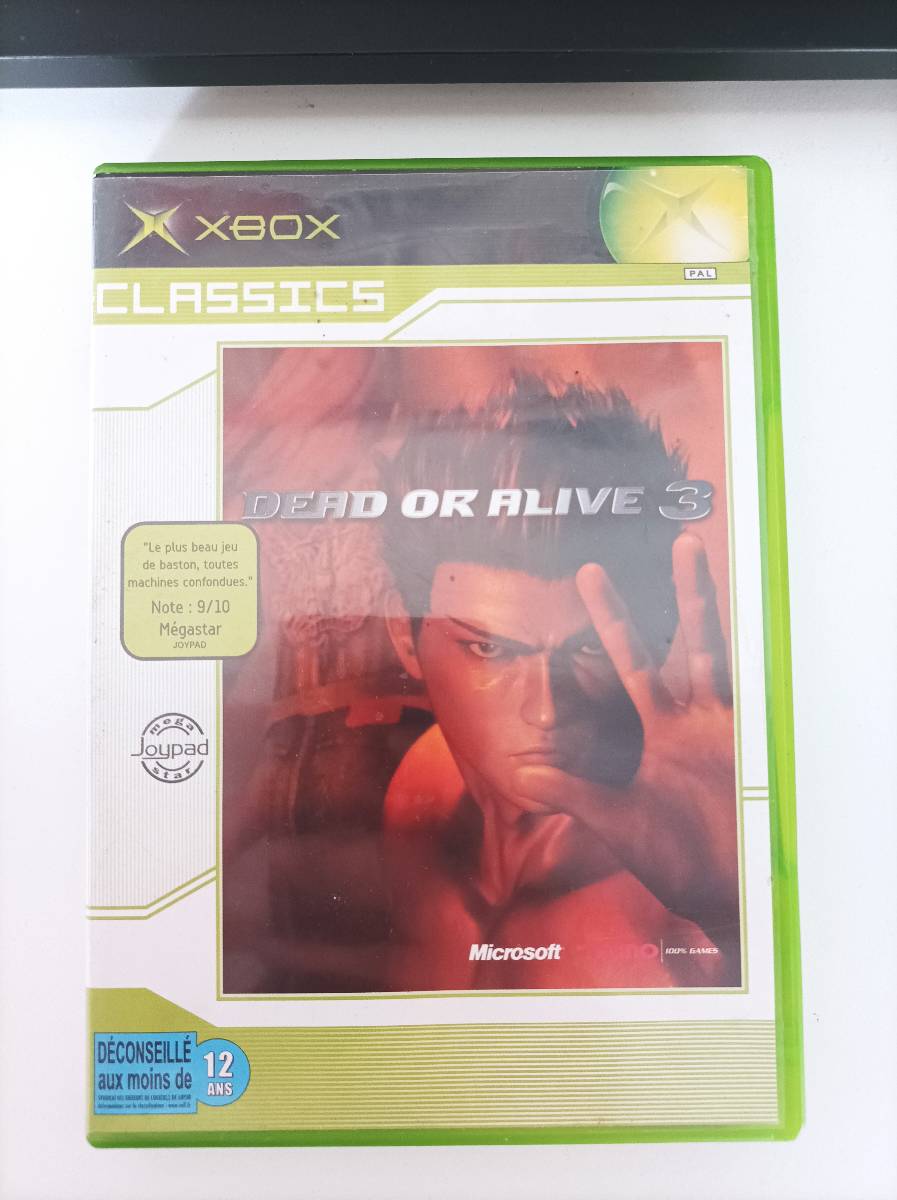 XBOX
PAL
CLASSICS
DEAD OR ALIVE 3
"Le plus beau jeu
de baston, toutes
machines confondues."
Note : 9/10
Mégastar
JOYPAD
mega
Joypad
star
Microsoft
100% GAMES
DÉCONSEILLÉ
aux moins de
12
ANS